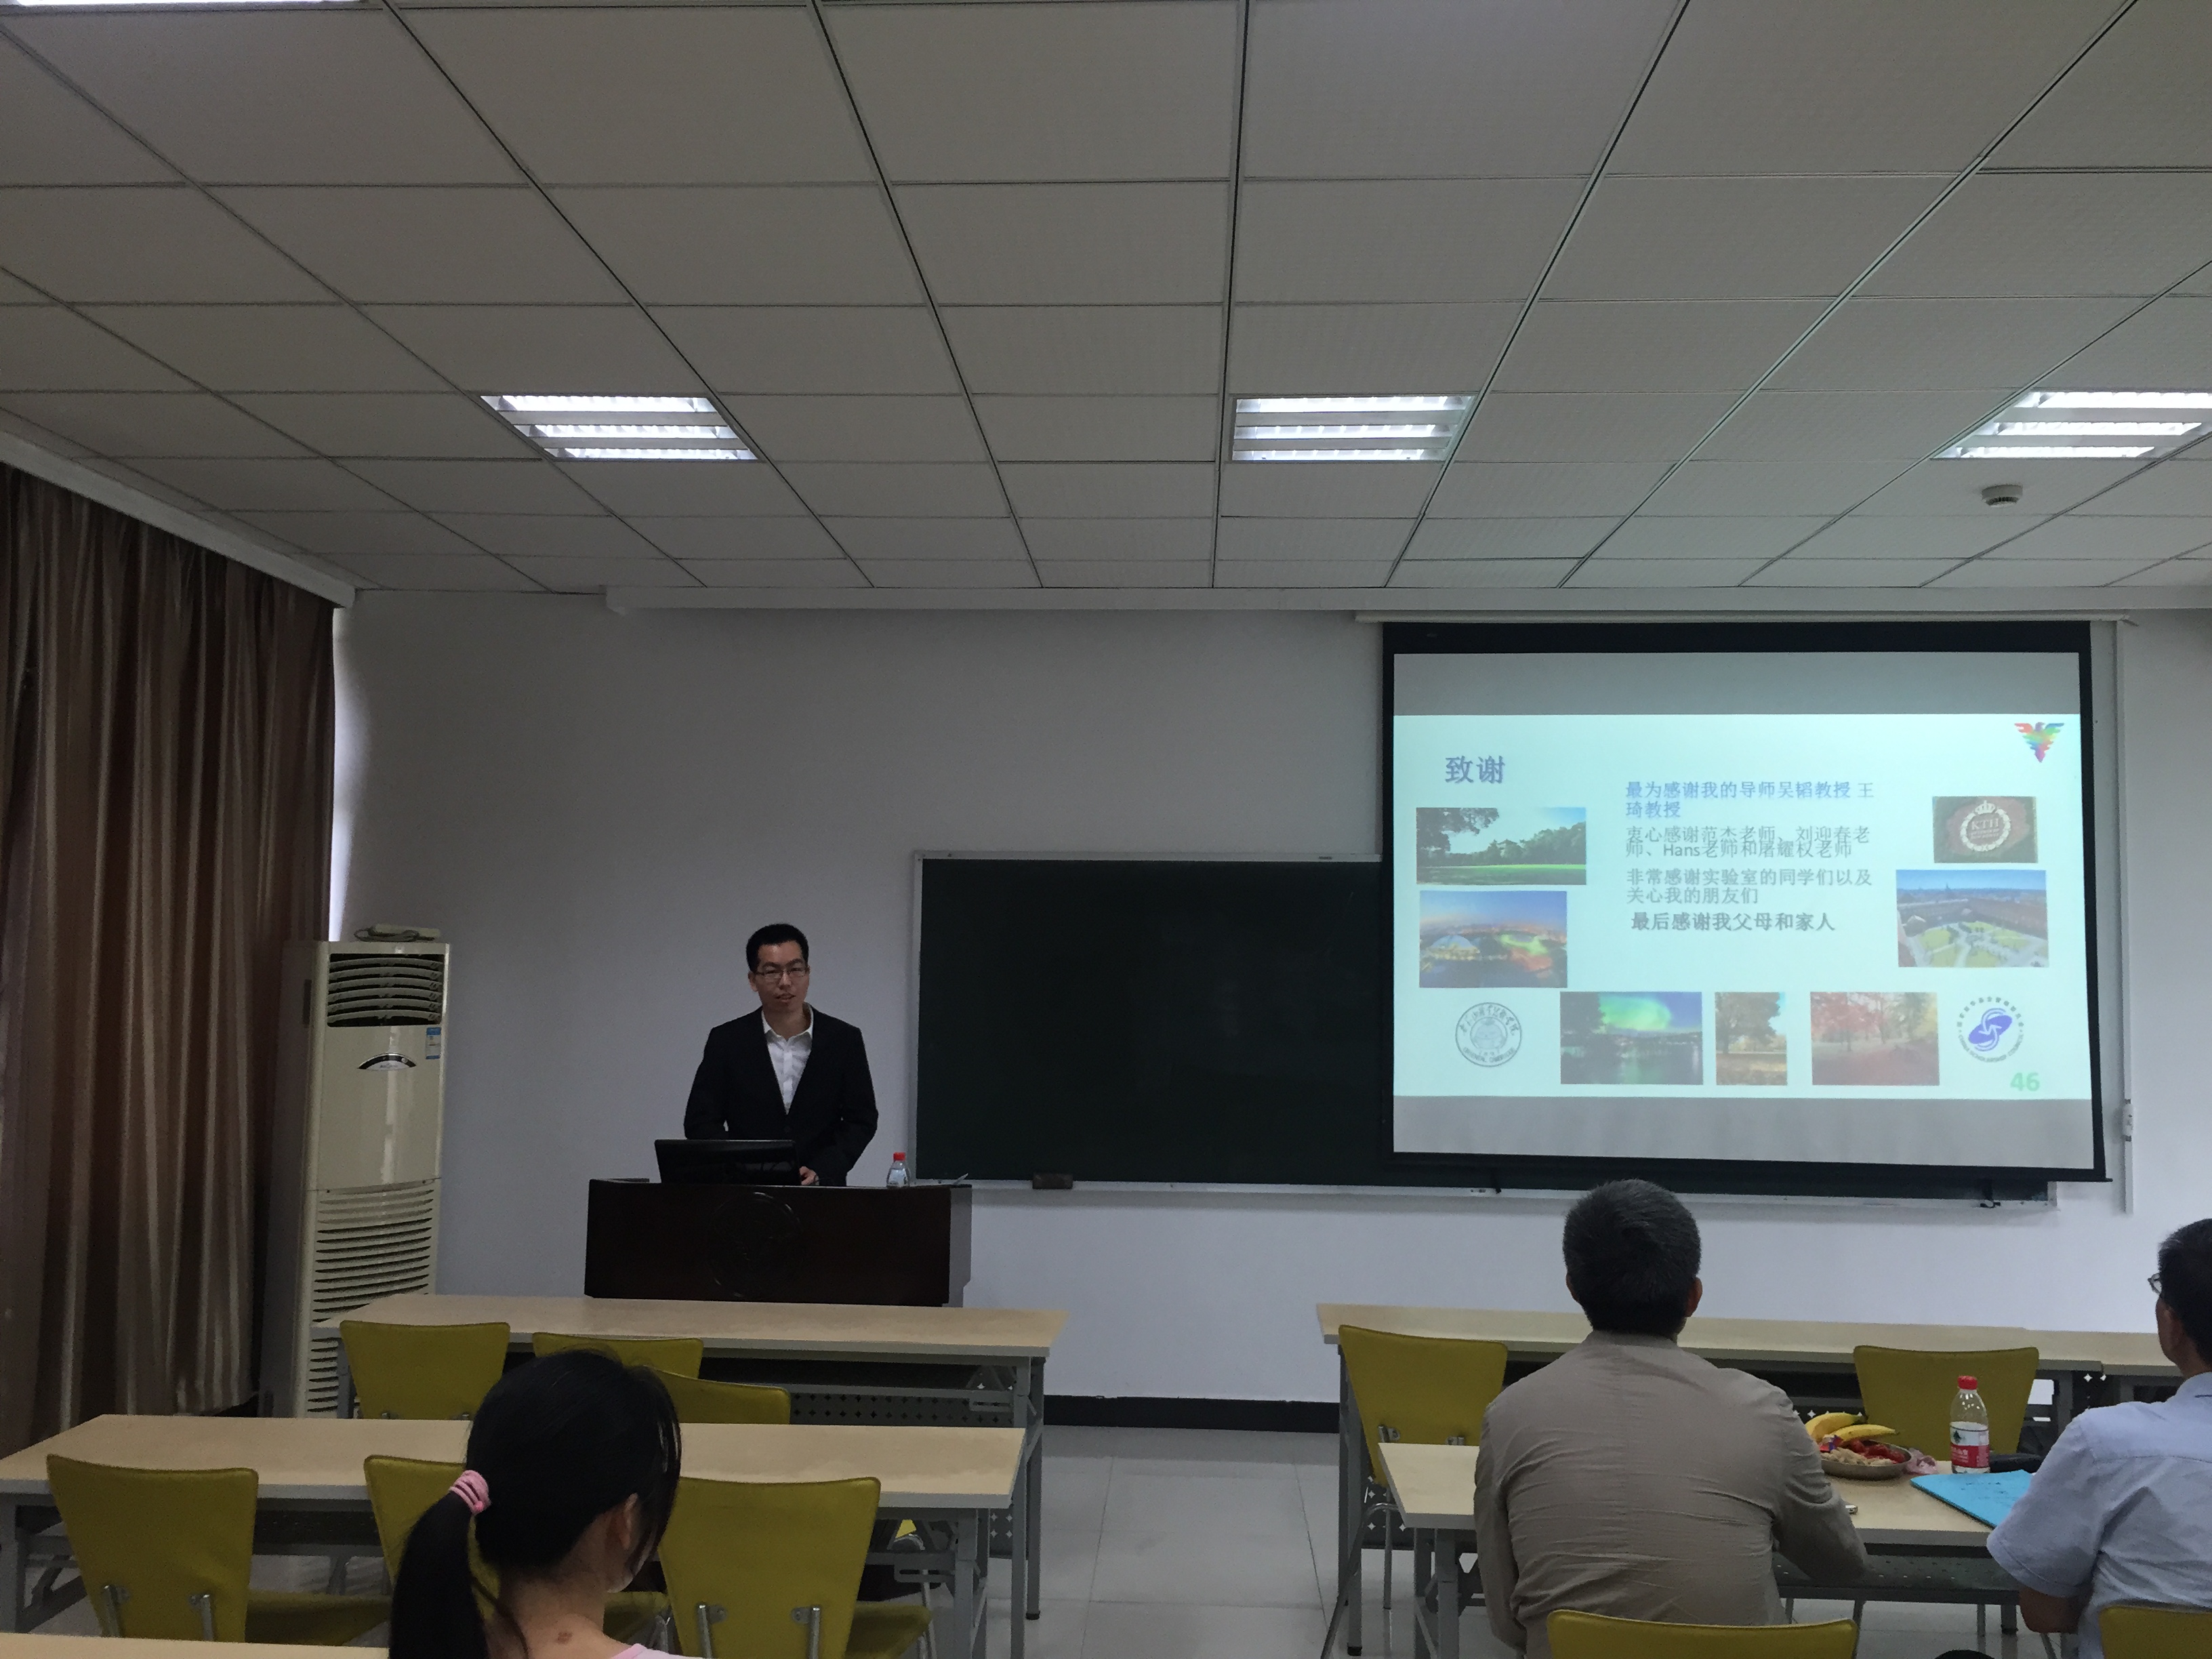 致谢
最为感谢我的导师吴韬教授 王
琦教授
衷心感谢范杰老师、刘迎春老
师、Hans老师和屠耀权老师
非常感谢实验室的同学们以及
关心我的朋友们
最后感谢我父母和家人
KTH
46